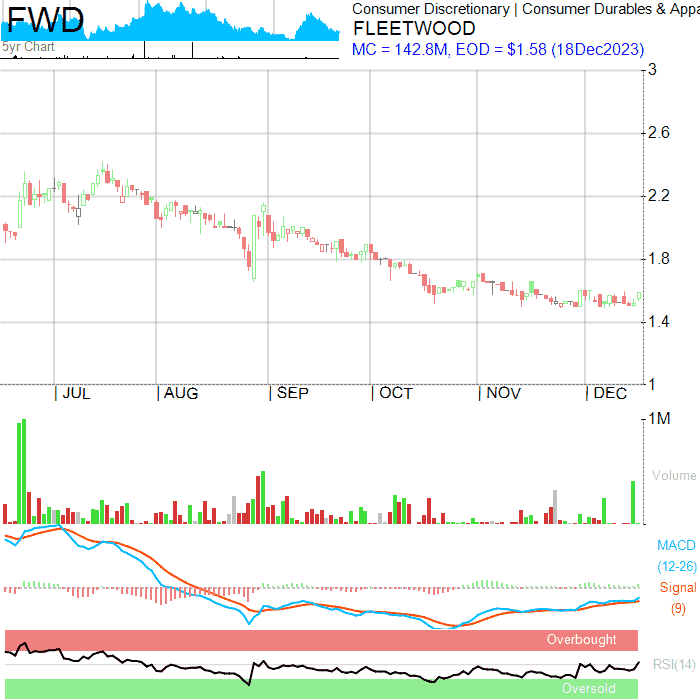 FWD
5yr Chart
Consumer Discretionary | Consumer Durables & Appa
FLEETWOOD
MC = 142.8M, EOD = $1.58 (18Dec2023)
3
2.6
2.2
1.8
1.4
1
| JUL | AUG | SEP | OCT | NOV | DEC
1M
Volume
MACD
(12-26)
Signal
(9)
Overbought
RSI(14)
Oversold